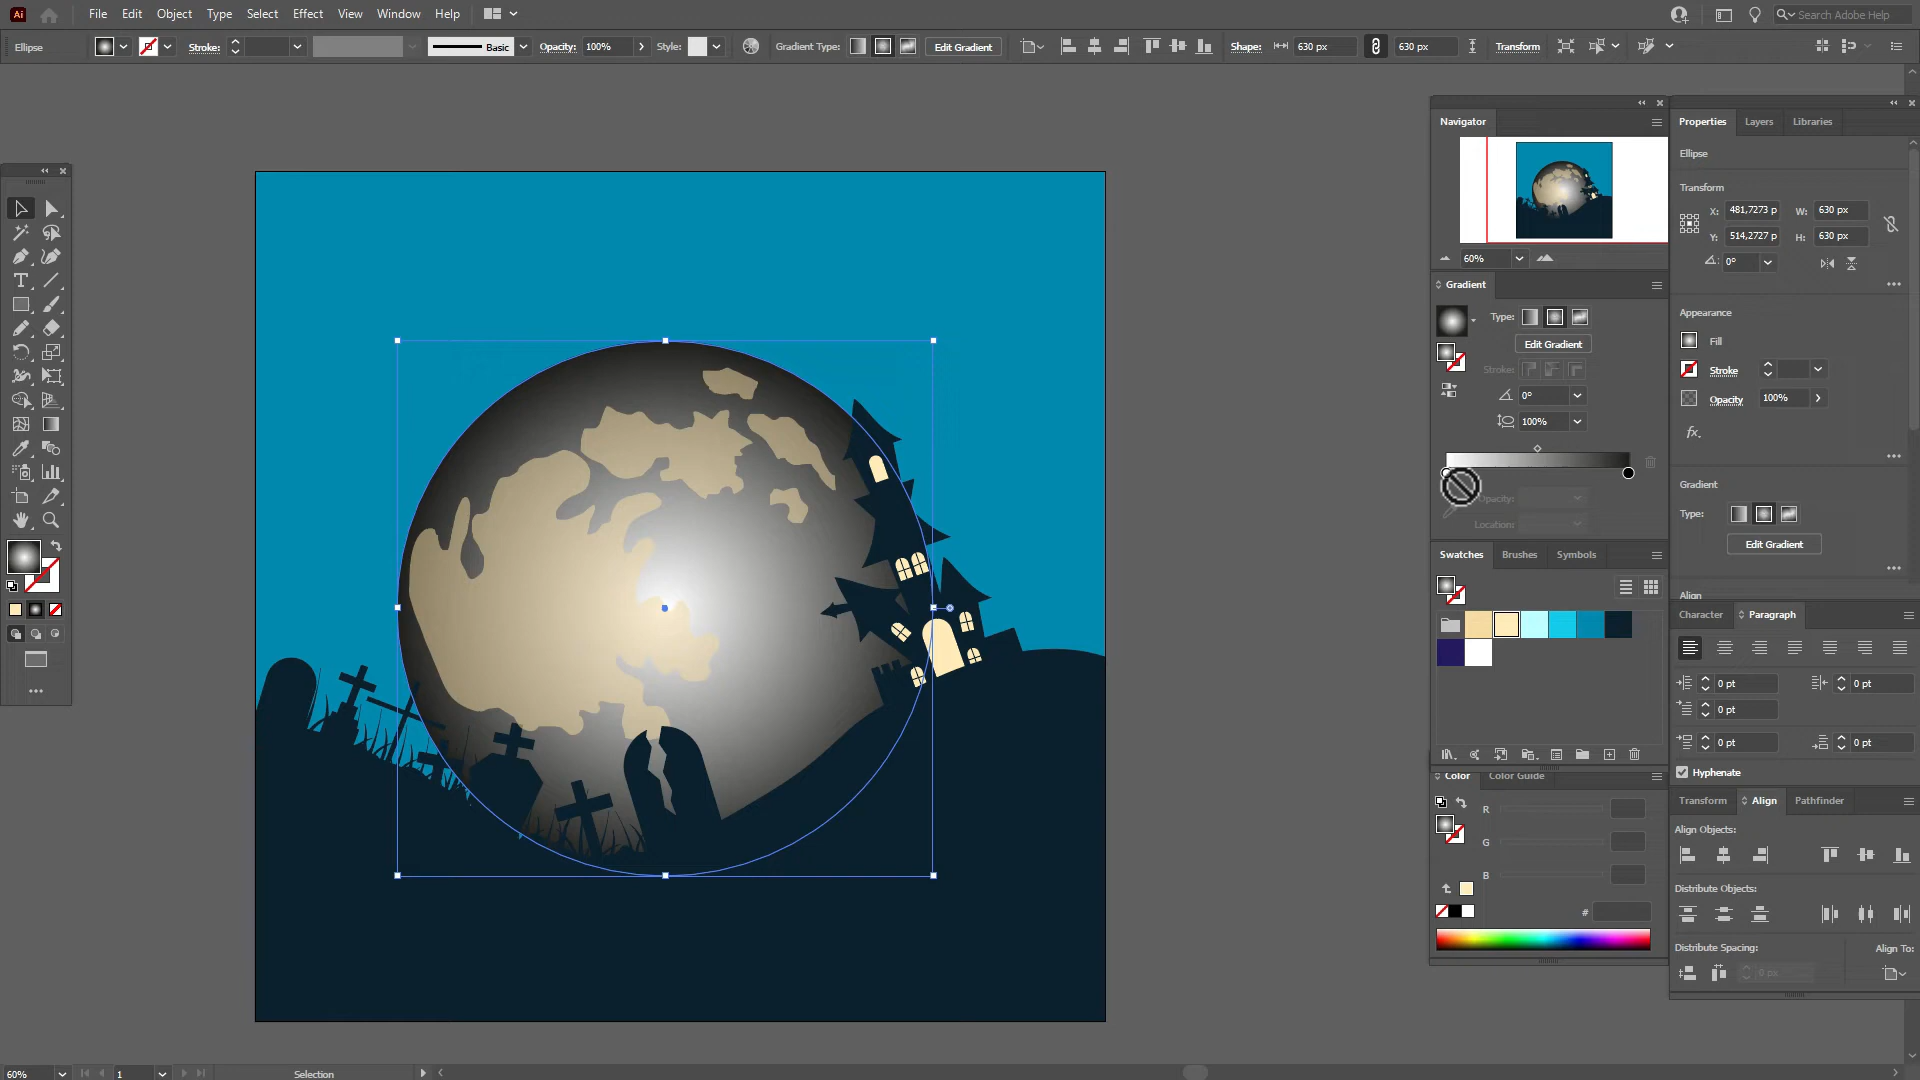 Ai File Edit Object Type Select Effect View Window Help Search Adobe Help
Ellipse Stroke: Basic Opacity: 100% Style: Gradient Type: Edit Gradient Shape: 630 px 630 px Transform
Navigator
60%
Gradient
Type:
Edit Gradient
Stroke:
0°
100%
Opacity:
Location:
Swatches Brushes Symbols
Color Color Guide
R
G
B
#
Properties Layers Libraries
Ellipse
Transform
X: 481,7273 p W: 630 px
Y: 514,2727 p H: 630 px
0°
Appearance
Fill
Stroke
Opacity 100%
fx.
Gradient
Type:
Edit Gradient
Align
Character Paragraph
0 pt 0 pt
0 pt
0 pt 0 pt
Hyphenate
Transform Align Pathfinder
Align Objects:
Distribute Objects:
Distribute Spacing: Align To:
0 px
60% 1 Selection